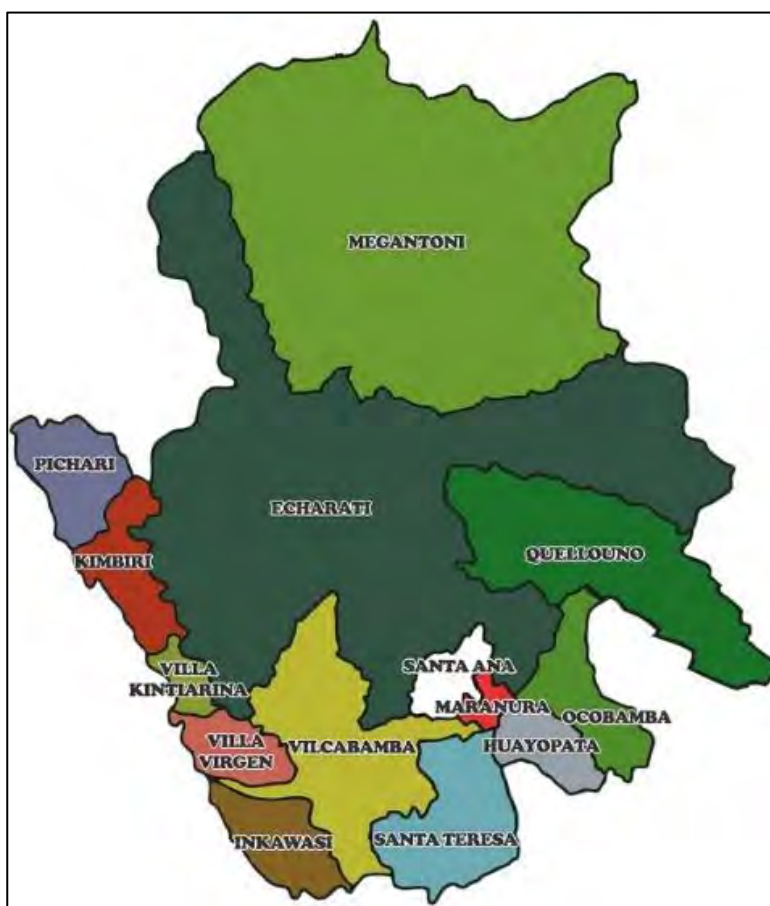 MEGANTONI
PICHARI
ECHARATI
QUELLOUNO
KIMBIRI
SANTA ANA
VILLA
KINTIARINA
MARANURA
OCOBAMBA
VILLA
VIRGEN
VILCABAMBA
HUAYOPATA
INKAWASI
SANTA TERESA